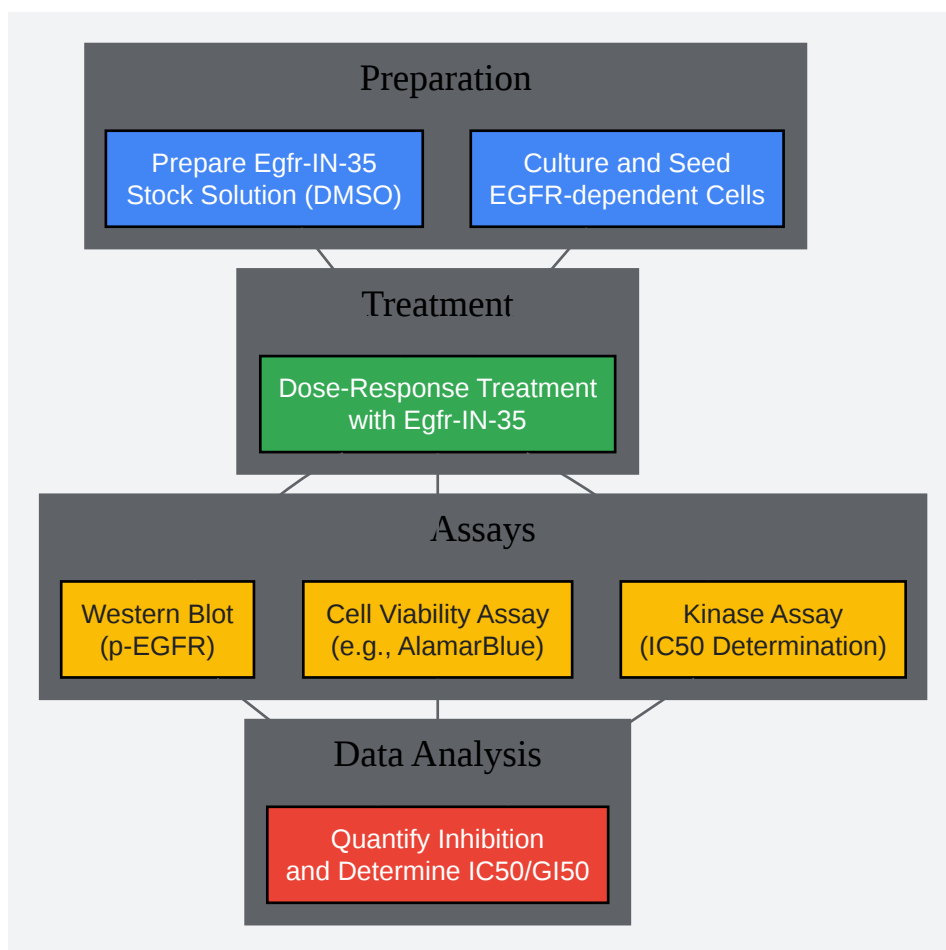 Preparation
Prepare Egfr-IN-35
Stock Solution (DMSO)
Culture and Seed
EGFR-dependent Cells
Treatment
Dose-Response Treatment
with Egfr-IN-35
Assays
Western Blot
(p-EGFR)
Cell Viability Assay
(e.g., AlamarBlue)
Kinase Assay
(IC50 Determination)
Data Analysis
Quantify Inhibition
and Determine IC50/GI50